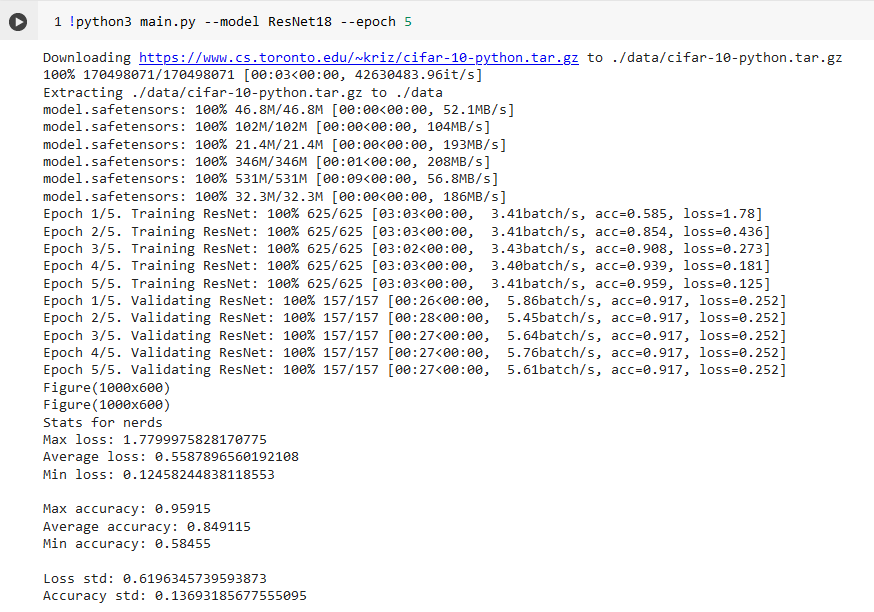 1 !python3 main.py --model ResNet18 --epoch 5
Downloading https://www.cs.toronto.edu/~kriz/cifar-10-python.tar.gz to ./data/cifar-10-python.tar.gz
100% 170498071/170498071 [00:03<00:00, 42630483.96it/s]
Extracting ./data/cifar-10-python.tar.gz to ./data
model.safetensors: 100% 46.8M/46.8M [00:00<00:00, 52.1MB/s]
model.safetensors: 100% 102M/102M [00:00<00:00, 104MB/s]
model.safetensors: 100% 21.4M/21.4M [00:00<00:00, 193MB/s]
model.safetensors: 100% 346M/346M [00:01<00:00, 208MB/s]
model.safetensors: 100% 531M/531M [00:09<00:00, 56.8MB/s]
model.safetensors: 100% 32.3M/32.3M [00:00<00:00, 186MB/s]
Epoch 1/5. Training ResNet: 100% 625/625 [03:03<00:00,  3.41batch/s, acc=0.585, loss=1.78]
Epoch 2/5. Training ResNet: 100% 625/625 [03:03<00:00,  3.41batch/s, acc=0.854, loss=0.436]
Epoch 3/5. Training ResNet: 100% 625/625 [03:02<00:00,  3.43batch/s, acc=0.908, loss=0.273]
Epoch 4/5. Training ResNet: 100% 625/625 [03:03<00:00,  3.40batch/s, acc=0.939, loss=0.181]
Epoch 5/5. Training ResNet: 100% 625/625 [03:03<00:00,  3.41batch/s, acc=0.959, loss=0.125]
Epoch 1/5. Validating ResNet: 100% 157/157 [00:26<00:00,  5.86batch/s, acc=0.917, loss=0.252]
Epoch 2/5. Validating ResNet: 100% 157/157 [00:28<00:00,  5.45batch/s, acc=0.917, loss=0.252]
Epoch 3/5. Validating ResNet: 100% 157/157 [00:27<00:00,  5.64batch/s, acc=0.917, loss=0.252]
Epoch 4/5. Validating ResNet: 100% 157/157 [00:27<00:00,  5.76batch/s, acc=0.917, loss=0.252]
Epoch 5/5. Validating ResNet: 100% 157/157 [00:27<00:00,  5.61batch/s, acc=0.917, loss=0.252]
Figure(1000x600)
Figure(1000x600)
Stats for nerds
Max loss: 1.7799975828170775
Average loss: 0.5587896560192108
Min loss: 0.12458244838118553
Max accuracy: 0.95915
Average accuracy: 0.849115
Min accuracy: 0.58455
Loss std: 0.6196345739593873
Accuracy std: 0.13693185677555095